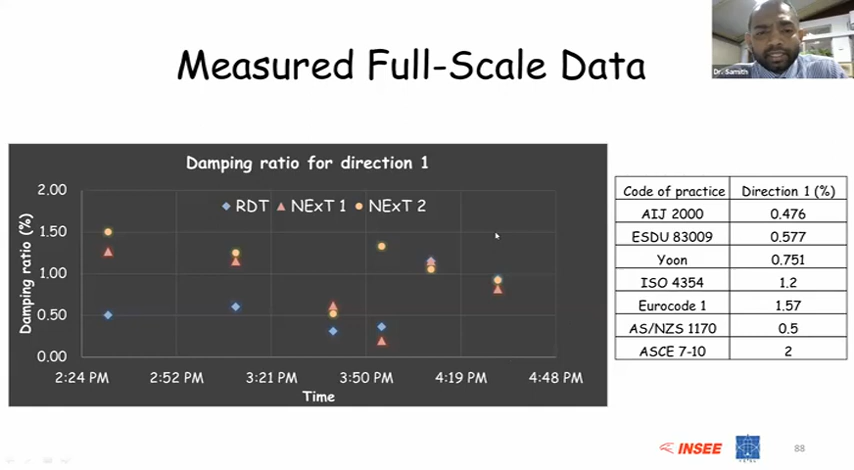 Dr. Samith
Measured Full-Scale Data
Damping ratio for direction 1
RDT NExT 1 NExT 2
Damping ratio (%)
2.00
1.50
1.00
0.50
0.00
2:24 PM 2:52 PM 3:21 PM 3:50 PM 4:19 PM 4:48 PM
Time
Code of practice Direction 1 (%)
AIJ 2000 0.476
ESDU 83009 0.577
Yoon 0.751
ISO 4354 1.2
Eurocode 1 1.57
AS/NZS 1170 0.5
ASCE 7-10 2
INSEE
88